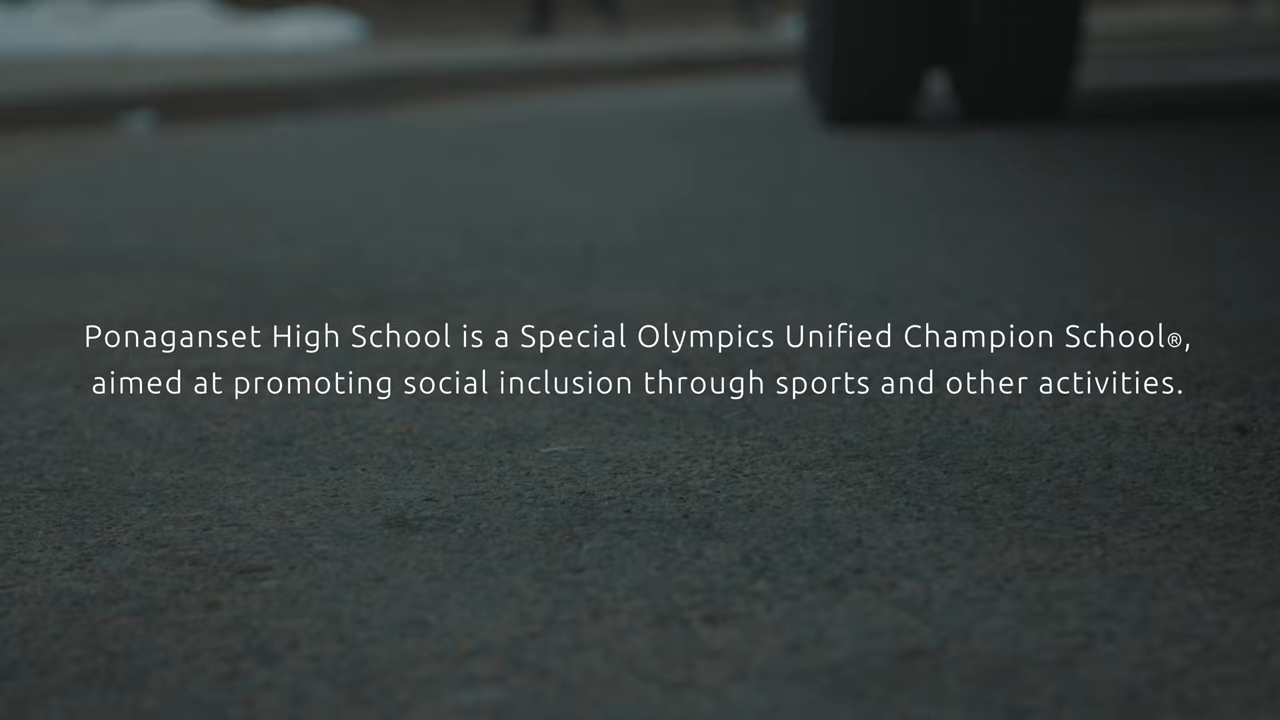 Ponaganset High School is a Special Olympics Unified Champion School®,
aimed at promoting social inclusion through sports and other activities.